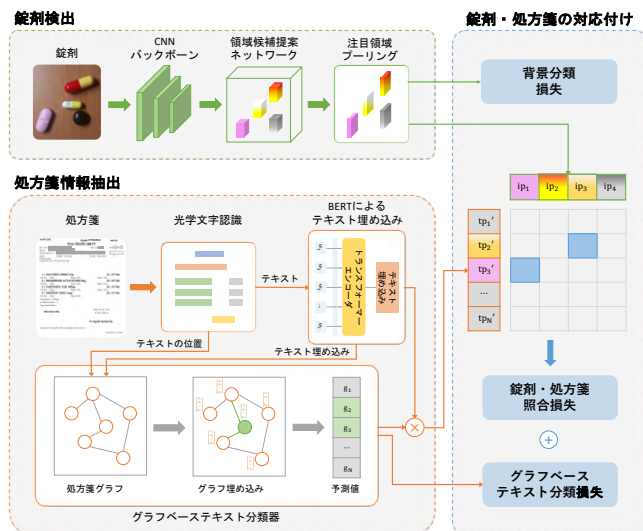 錠剤検出
錠剤
CNN
バックボーン
領域候補提案
ネットワーク
注目領域
プーリング
処方箋情報抽出
処方箋
光学文字認識
BERTによる
テキスト埋め込み
テキスト
トランスフォーマー
エンコーダ
テキスト
埋め込み
テキストの位置
テキスト埋め込み
処方箋グラフ
グラフ埋め込み
g₁
g₂
g₃
...
g_N
予測値
グラフベーステキスト分類器
錠剤・処方箋の対応付け
背景分類
損失
ip₁
ip₂
ip₃
ip₄
tp₁'
tp₂'
tp₃'
...
tp_N'
錠剤・処方箋
照合損失
グラフベース
テキスト分類損失